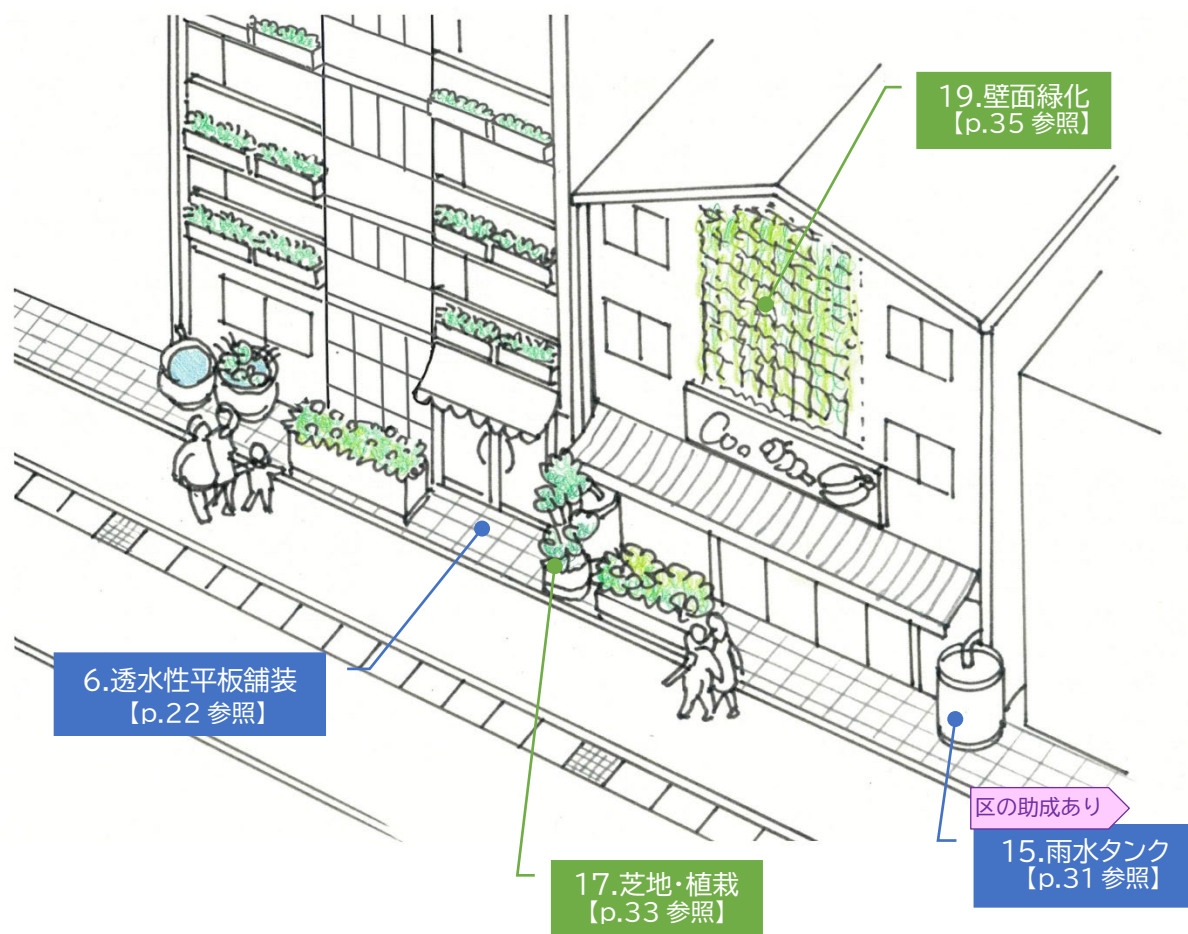 19.壁面緑化
【p.35 参照】
Co.
6.透水性平板舗装
【p.22 参照】
区の助成あり
15.雨水タンク
【p.31 参照】
17.芝地・植栽
【p.33 参照】